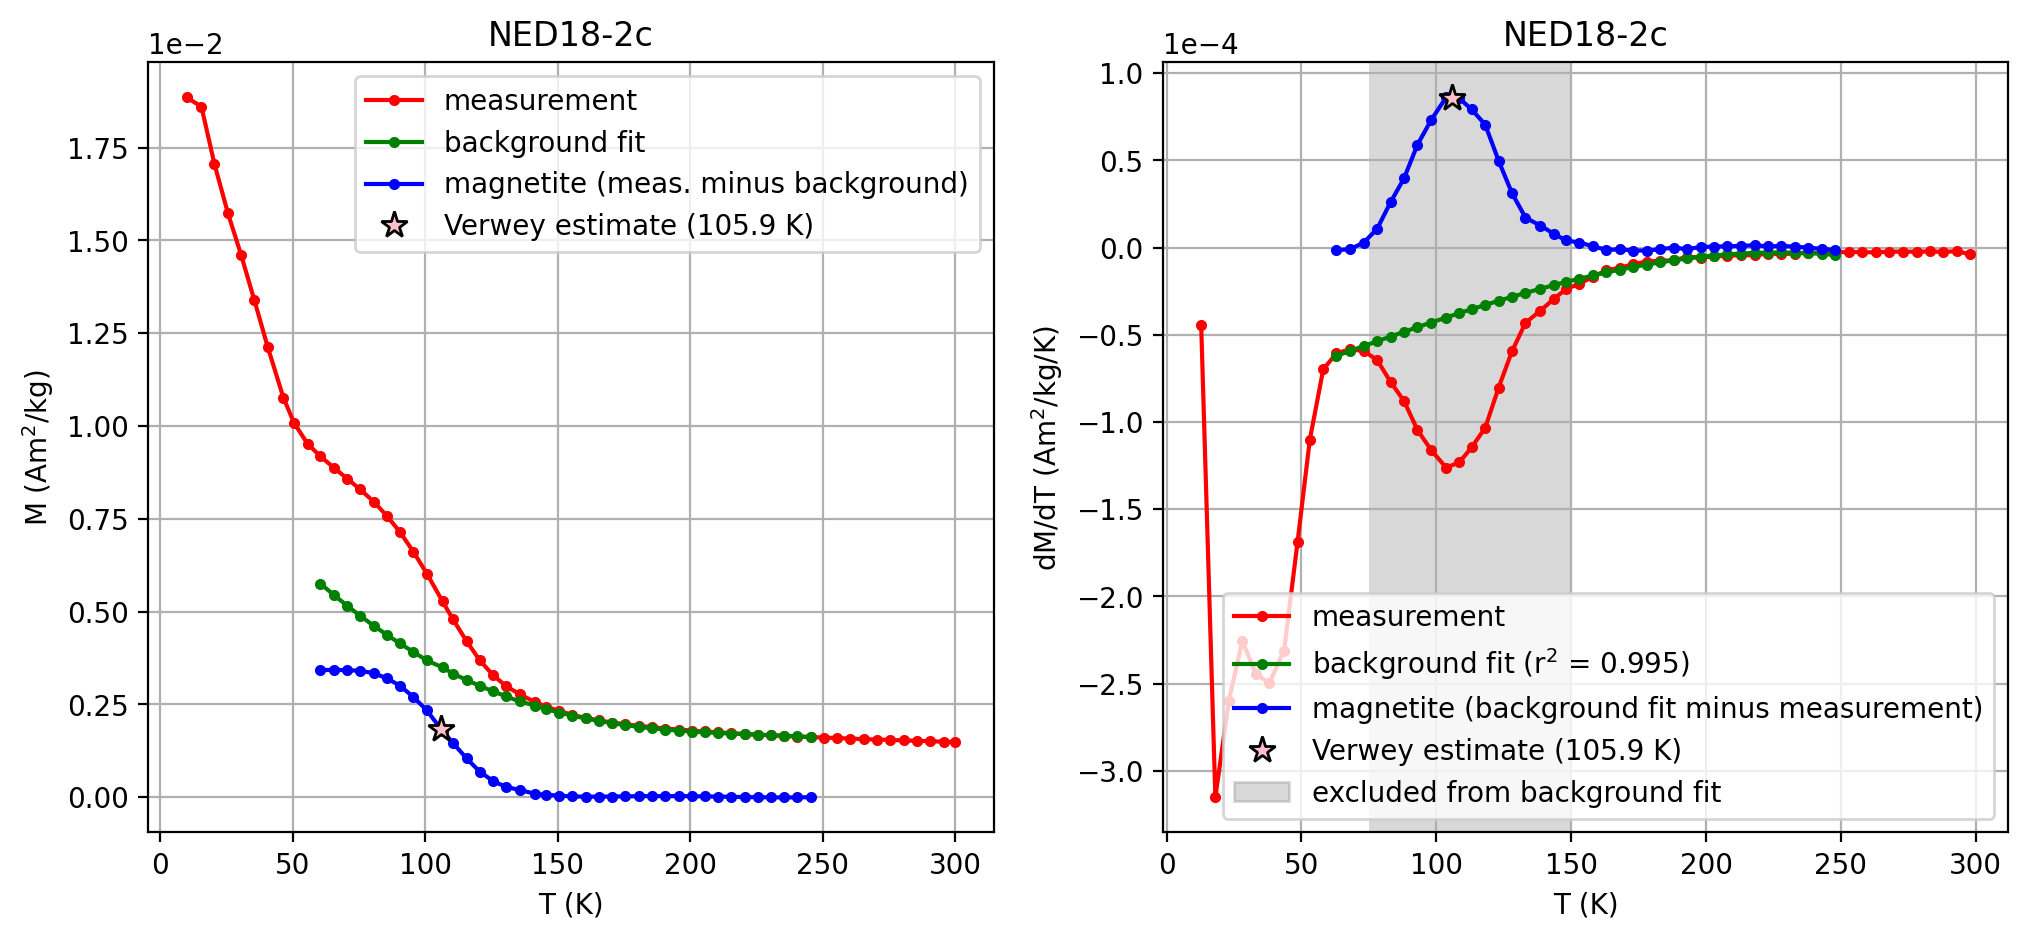 NED18-2c
1e−2
measurement
background fit
magnetite (meas. minus background)
Verwey estimate (105.9 K)
M (Am²/kg)
1.75
1.50
1.25
1.00
0.75
0.50
0.25
0.00
0 50 100 150 200 250 300
T (K)
NED18-2c
1e−4
dM/dT (Am²/kg/K)
1.0
0.5
0.0
−0.5
−1.0
−1.5
−2.0
−2.5
−3.0
measurement
background fit (r² = 0.995)
magnetite (background fit minus measurement)
Verwey estimate (105.9 K)
excluded from background fit
0 50 100 150 200 250 300
T (K)